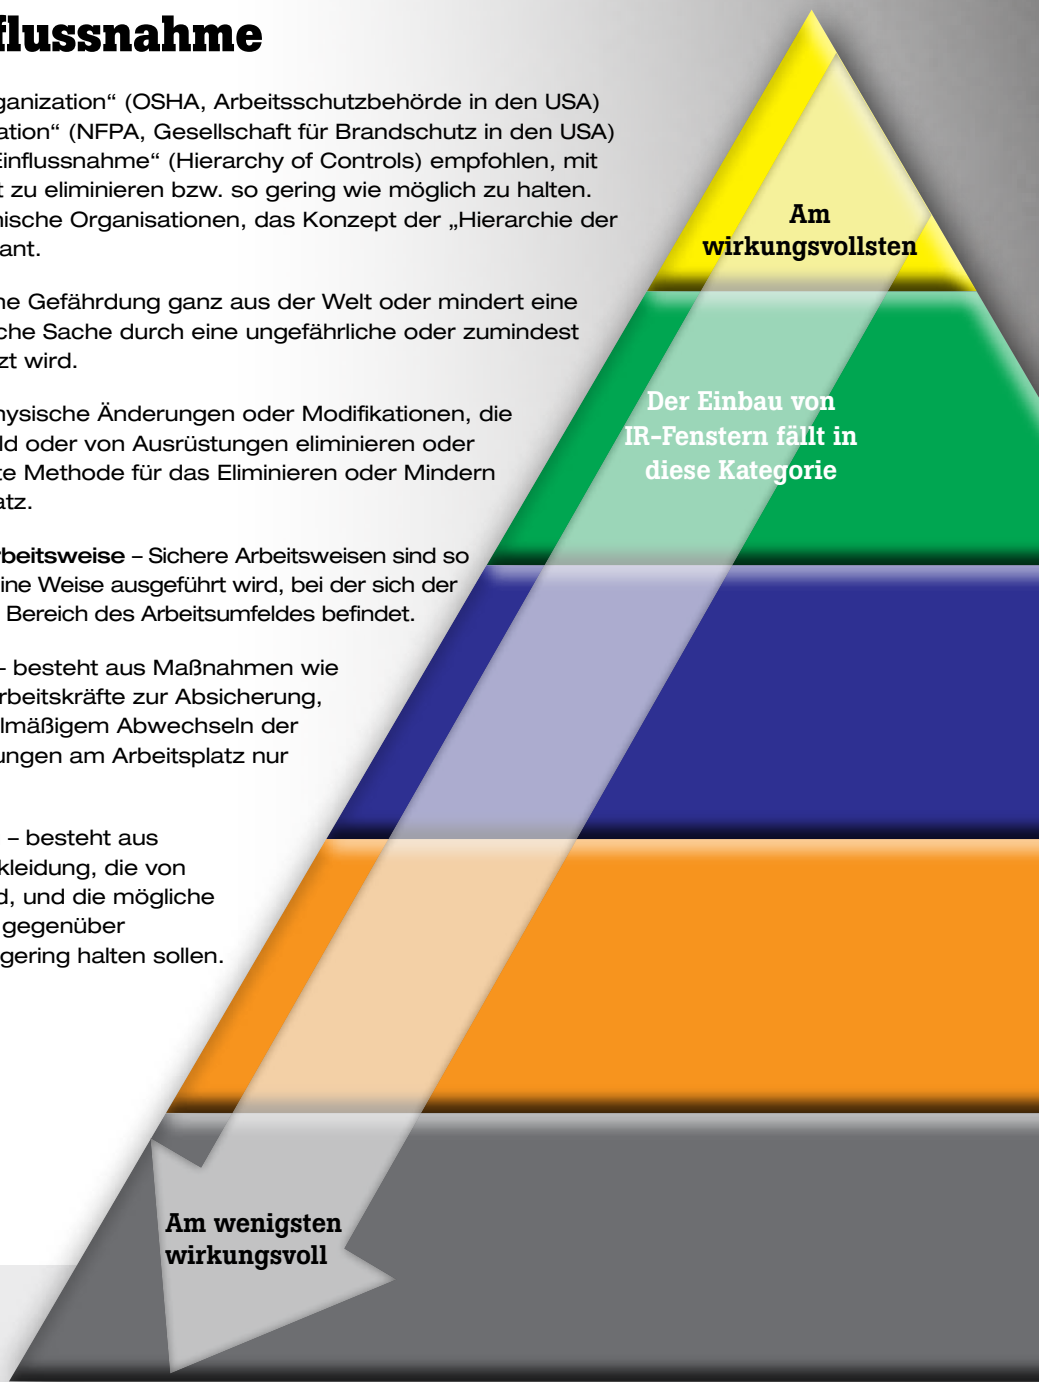 flussnahme
ganization“ (OSHA, Arbeitsschutzbehörde in den USA)
ation“ (NFPA, Gesellschaft für Brandschutz in den USA)
Einflussnahme“ (Hierarchy of Controls) empfohlen, mit
t zu eliminieren bzw. so gering wie möglich zu halten.
nische Organisationen, das Konzept der „Hierarchie der
ant.
ne Gefährdung ganz aus der Welt oder mindert eine
che Sache durch eine ungefährliche oder zumindest
zt wird.
hysische Änderungen oder Modifikationen, die
ld oder von Ausrüstungen eliminieren oder
te Methode für das Eliminieren oder Mindern
atz.
rbeitsweise – Sichere Arbeitsweisen sind so
ine Weise ausgeführt wird, bei der sich der
Bereich des Arbeitsumfeldes befindet.
– besteht aus Maßnahmen wie
rbeitskräfte zur Absicherung,
lmäßigem Abwechseln der
ungen am Arbeitsplatz nur
– besteht aus
kleidung, die von
d, und die mögliche
gegenüber
gering halten sollen.
Am
wirkungsvollsten
Der Einbau von
IR-Fenstern fällt in
diese Kategorie
Am wenigsten
wirkungsvoll